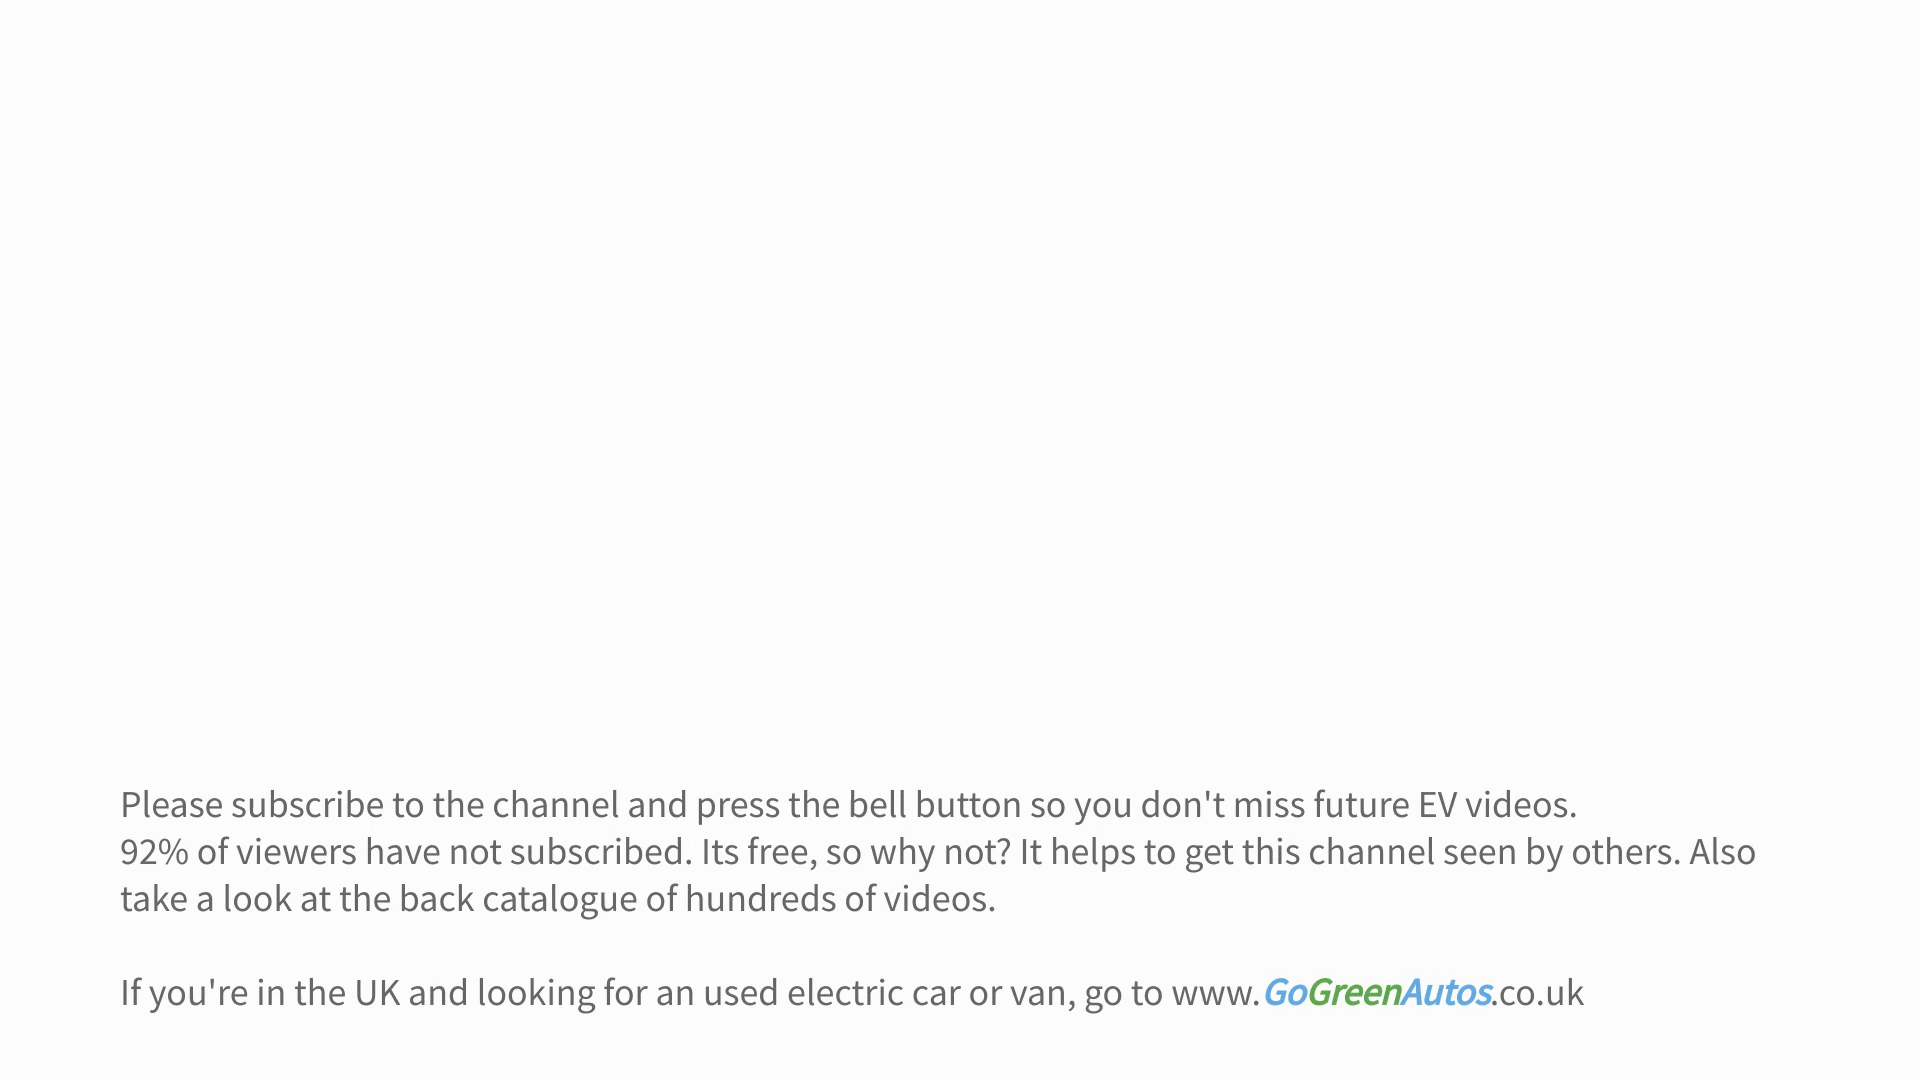 Please subscribe to the channel and press the bell button so you don't miss future EV videos.
92% of viewers have not subscribed. Its free, so why not? It helps to get this channel seen by others. Also
take a look at the back catalogue of hundreds of videos.
If you're in the UK and looking for an used electric car or van, go to www.GoGreenAutos.co.uk